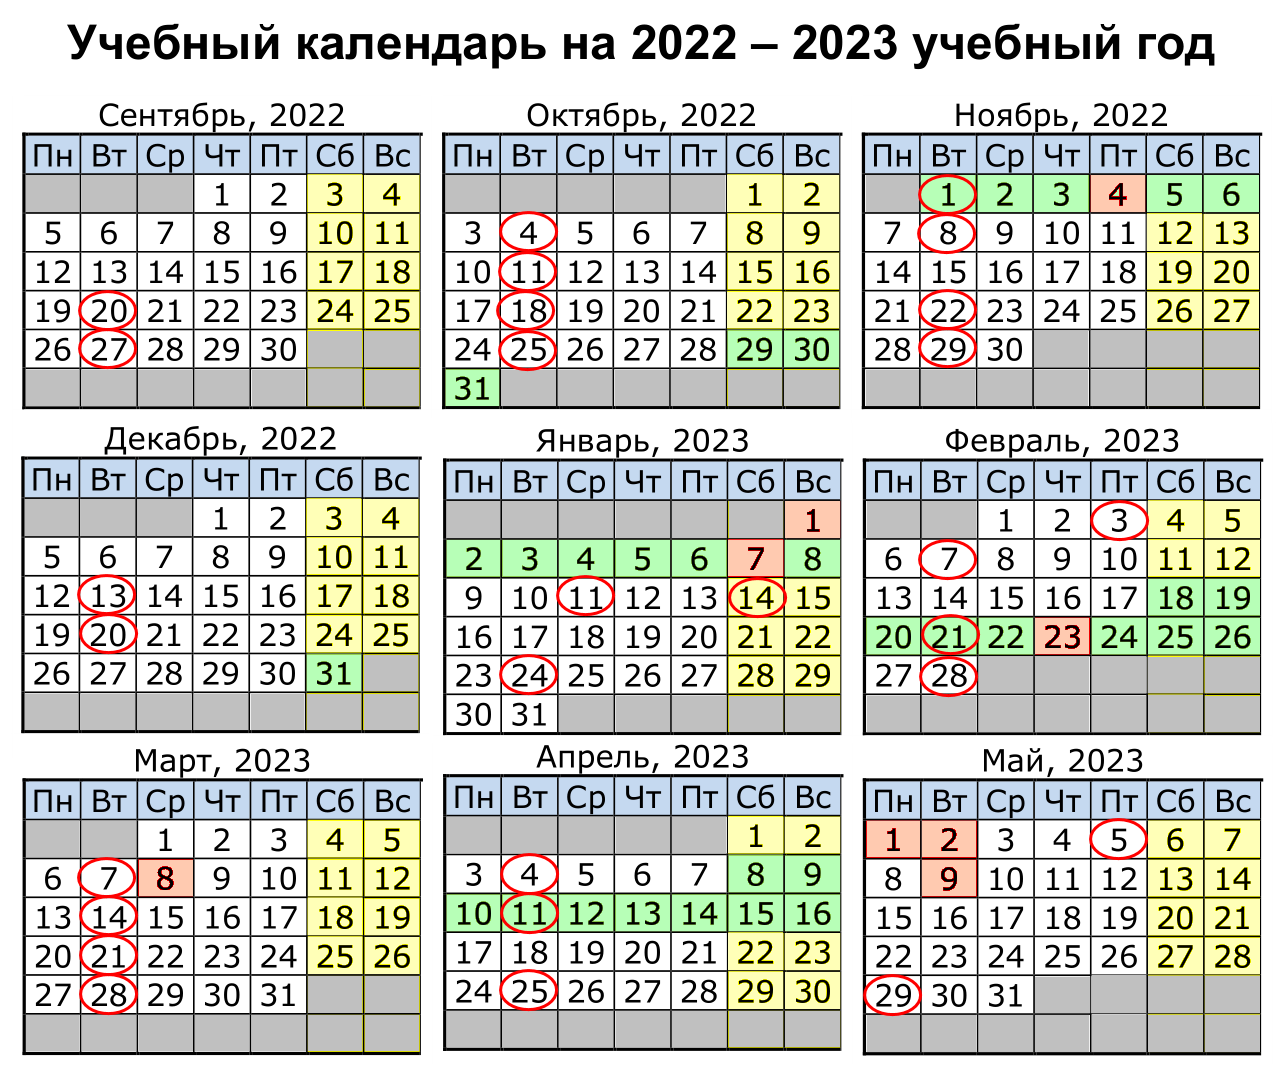 Учебный календарь на 2022 – 2023 учебный год
Сентябрь, 2022
Пн Вт Ср Чт Пт Сб Вс
1 2 3 4
5 6 7 8 9 10 11
12 13 14 15 16 17 18
19 20 21 22 23 24 25
26 27 28 29 30
Октябрь, 2022
Пн Вт Ср Чт Пт Сб Вс
1 2
3 4 5 6 7 8 9
10 11 12 13 14 15 16
17 18 19 20 21 22 23
24 25 26 27 28 29 30
31
Ноябрь, 2022
Пн Вт Ср Чт Пт Сб Вс
1 2 3 4 5 6
7 8 9 10 11 12 13
14 15 16 17 18 19 20
21 22 23 24 25 26 27
28 29 30
Декабрь, 2022
Пн Вт Ср Чт Пт Сб Вс
1 2 3 4
5 6 7 8 9 10 11
12 13 14 15 16 17 18
19 20 21 22 23 24 25
26 27 28 29 30 31
Январь, 2023
Пн Вт Ср Чт Пт Сб Вс
1
2 3 4 5 6 7 8
9 10 11 12 13 14 15
16 17 18 19 20 21 22
23 24 25 26 27 28 29
30 31
Февраль, 2023
Пн Вт Ср Чт Пт Сб Вс
1 2 3 4 5
6 7 8 9 10 11 12
13 14 15 16 17 18 19
20 21 22 23 24 25 26
27 28
Март, 2023
Пн Вт Ср Чт Пт Сб Вс
1 2 3 4 5
6 7 8 9 10 11 12
13 14 15 16 17 18 19
20 21 22 23 24 25 26
27 28 29 30 31
Апрель, 2023
Пн Вт Ср Чт Пт Сб Вс
1 2
3 4 5 6 7 8 9
10 11 12 13 14 15 16
17 18 19 20 21 22 23
24 25 26 27 28 29 30
Май, 2023
Пн Вт Ср Чт Пт Сб Вс
1 2 3 4 5 6 7
8 9 10 11 12 13 14
15 16 17 18 19 20 21
22 23 24 25 26 27 28
29 30 31